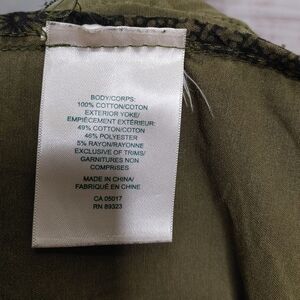 BODY/CORPS:
100% COTTON/COTON
EXTERIOR YOKE/
EMPIÈCEMENT EXTÉRIEUR:
49% COTTON/COTON
46% POLYESTER
5% RAYON/RAYONNE
EXCLUSIVE OF TRIMS/
GARNITURES NON
COMPRISES
MADE IN CHINA/
FABRIQUÉ EN CHINE
CA 05017
RN 89323